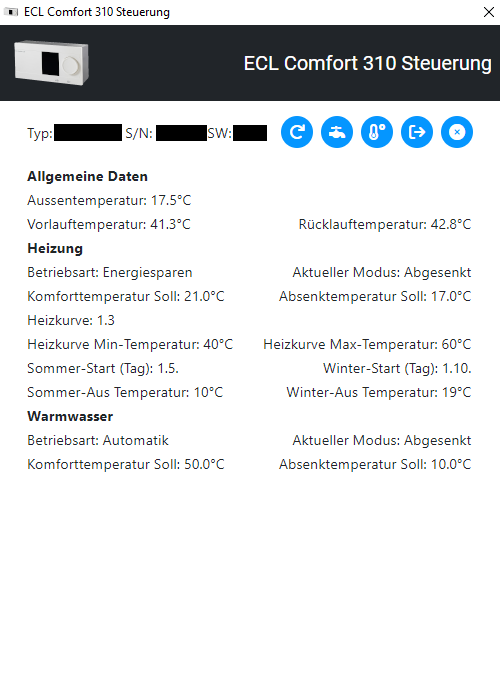 ECL Comfort 310 Steuerung
ECL Comfort 310 Steuerung
Typ: S/N: SW:
Allgemeine Daten
Aussentemperatur: 17.5°C
Vorlauftemperatur: 41.3°C Rücklauftemperatur: 42.8°C
Heizung
Betriebsart: Energiesparen Aktueller Modus: Abgesenkt
Komforttemperatur Soll: 21.0°C Absenktemperatur Soll: 17.0°C
Heizkurve: 1.3
Heizkurve Min-Temperatur: 40°C Heizkurve Max-Temperatur: 60°C
Sommer-Start (Tag): 1.5. Winter-Start (Tag): 1.10.
Sommer-Aus Temperatur: 10°C Winter-Aus Temperatur: 19°C
Warmwasser
Betriebsart: Automatik Aktueller Modus: Abgesenkt
Komforttemperatur Soll: 50.0°C Absenktemperatur Soll: 10.0°C